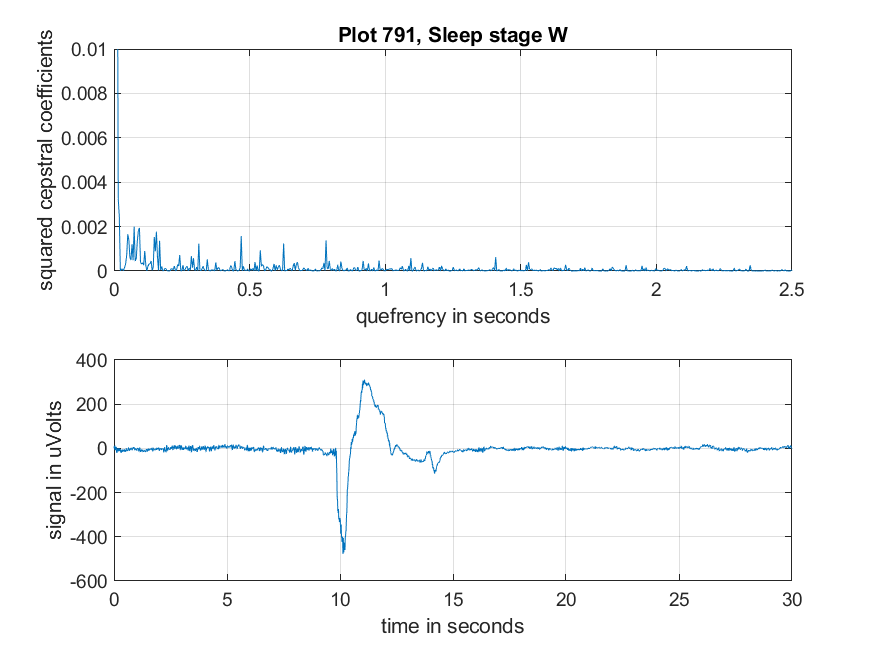 Plot 791, Sleep stage W
squared cepstral coefficients
0.01
0.008
0.006
0.004
0.002
0
0 0.5 1 1.5 2 2.5
quefrency in seconds
signal in uVolts
400
200
0
-200
-400
-600
0 5 10 15 20 25 30
time in seconds